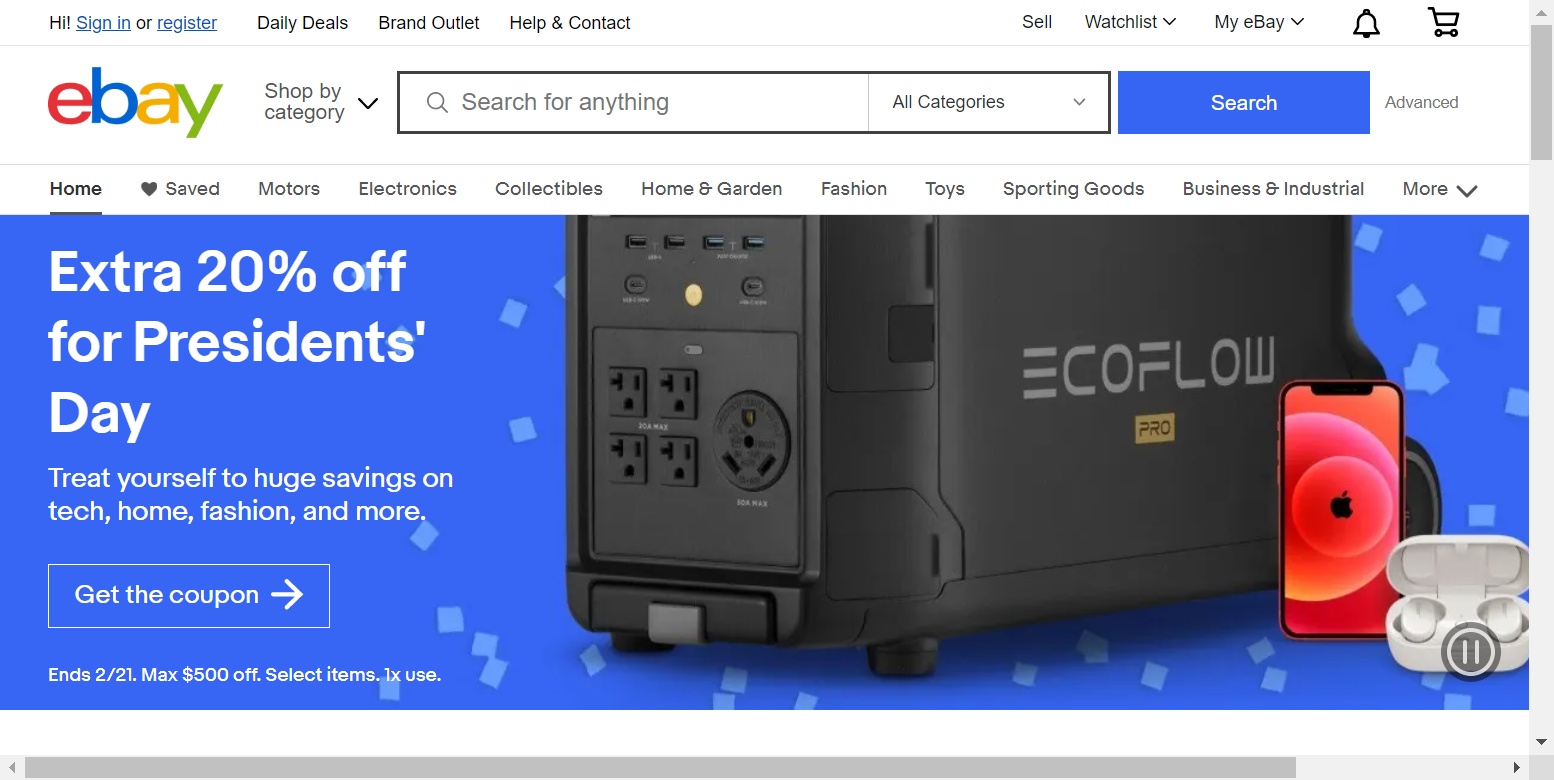 Hi! Sign in or register
Daily Deals
Brand Outlet
Help & Contact
Sell
Watchlist
My eBay
ebay
Shop by
category
Search for anything
All Categories
Search
Advanced
Home
Saved
Motors
Electronics
Collectibles
Home & Garden
Fashion
Toys
Sporting Goods
Business & Industrial
More
Extra 20% off
for Presidents'
Day
Treat yourself to huge savings on
tech, home, fashion, and more.
Get the coupon
Ends 2/21. Max $500 off. Select items. 1x use.
20A MAX
30A MAX
ECOFLOW
PRO